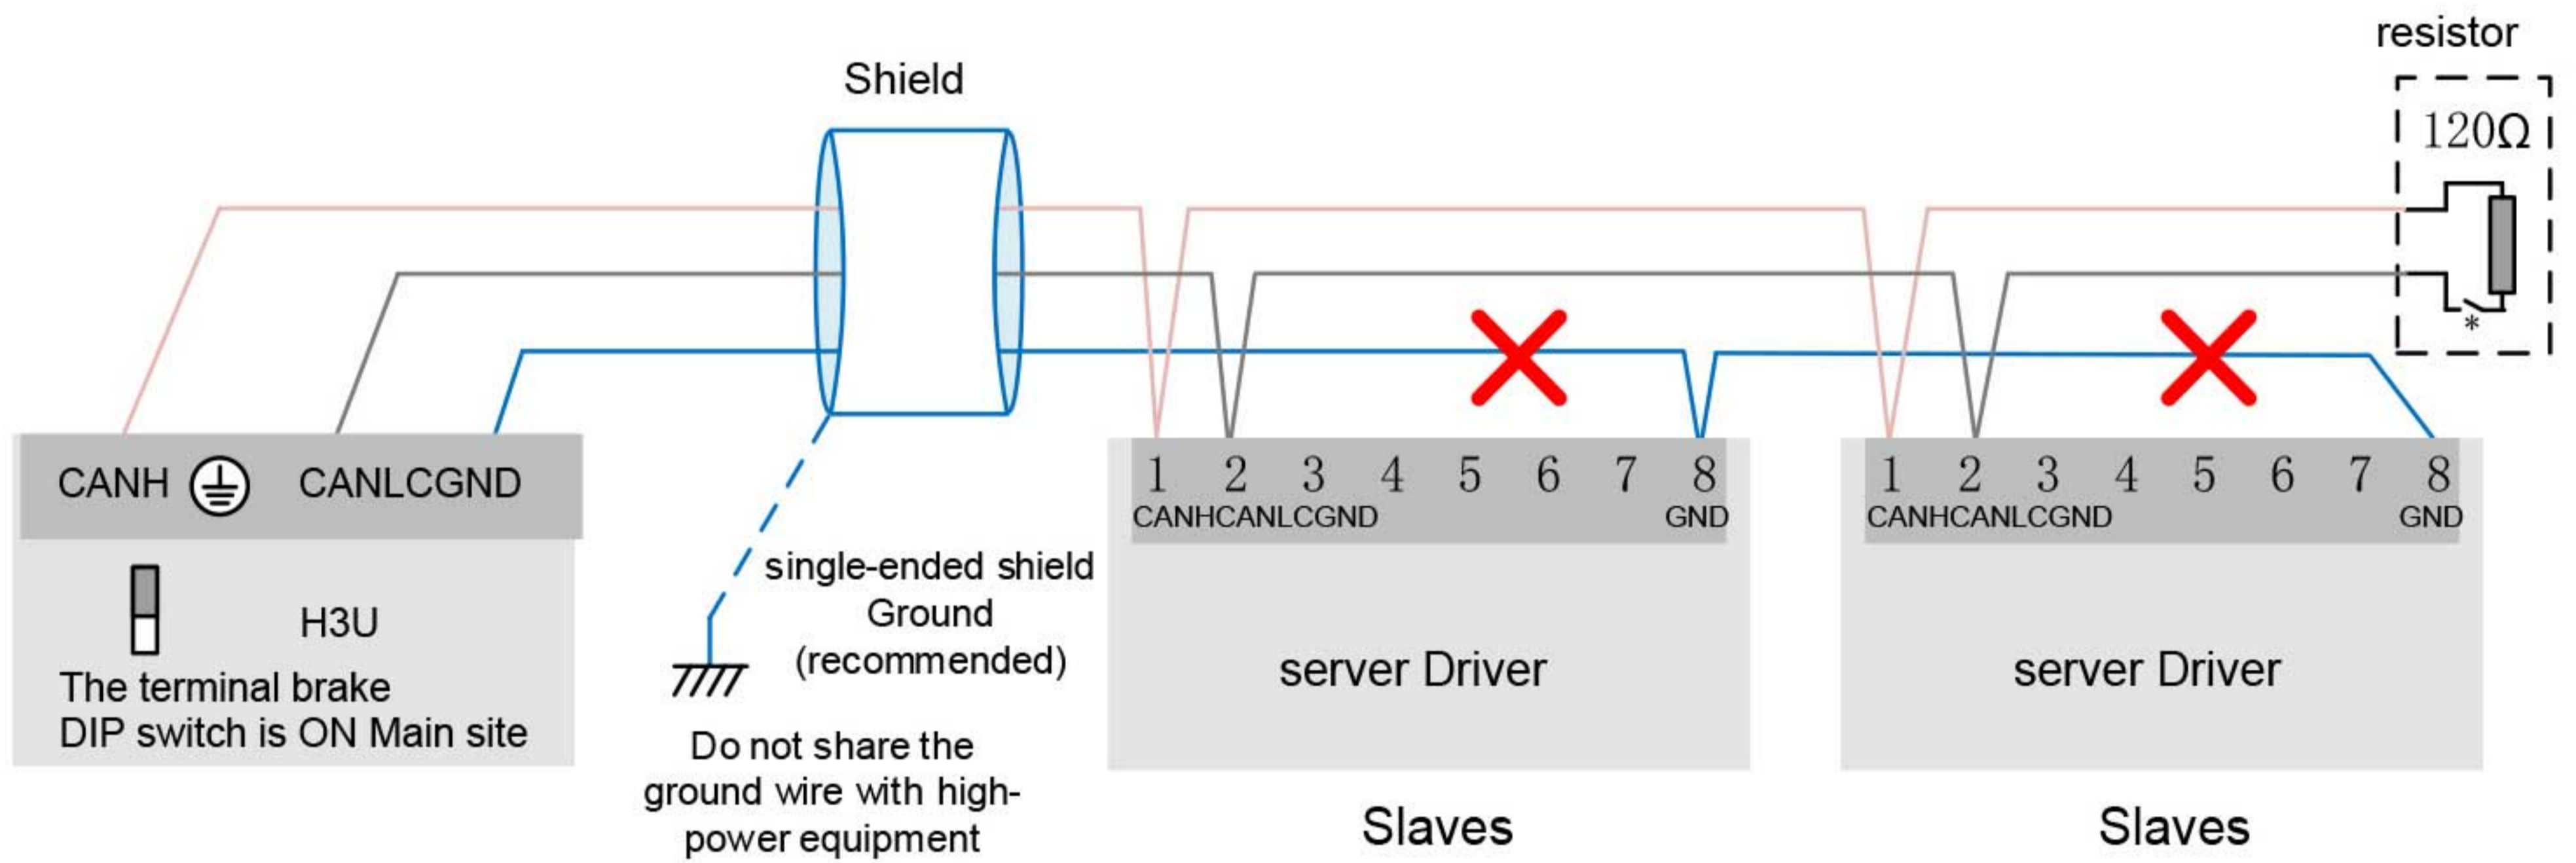 resistor
Shield
120Ω
*
CANH CANLCGND
1 2 3 4 5 6 7 8
CANHCANLCGND GND
1 2 3 4 5 6 7 8
CANHCANLCGND GND
H3U
The terminal brake
DIP switch is ON Main site
single-ended shield
Ground
(recommended)
Do not share the
ground wire with high-
power equipment
server Driver
server Driver
Slaves
Slaves